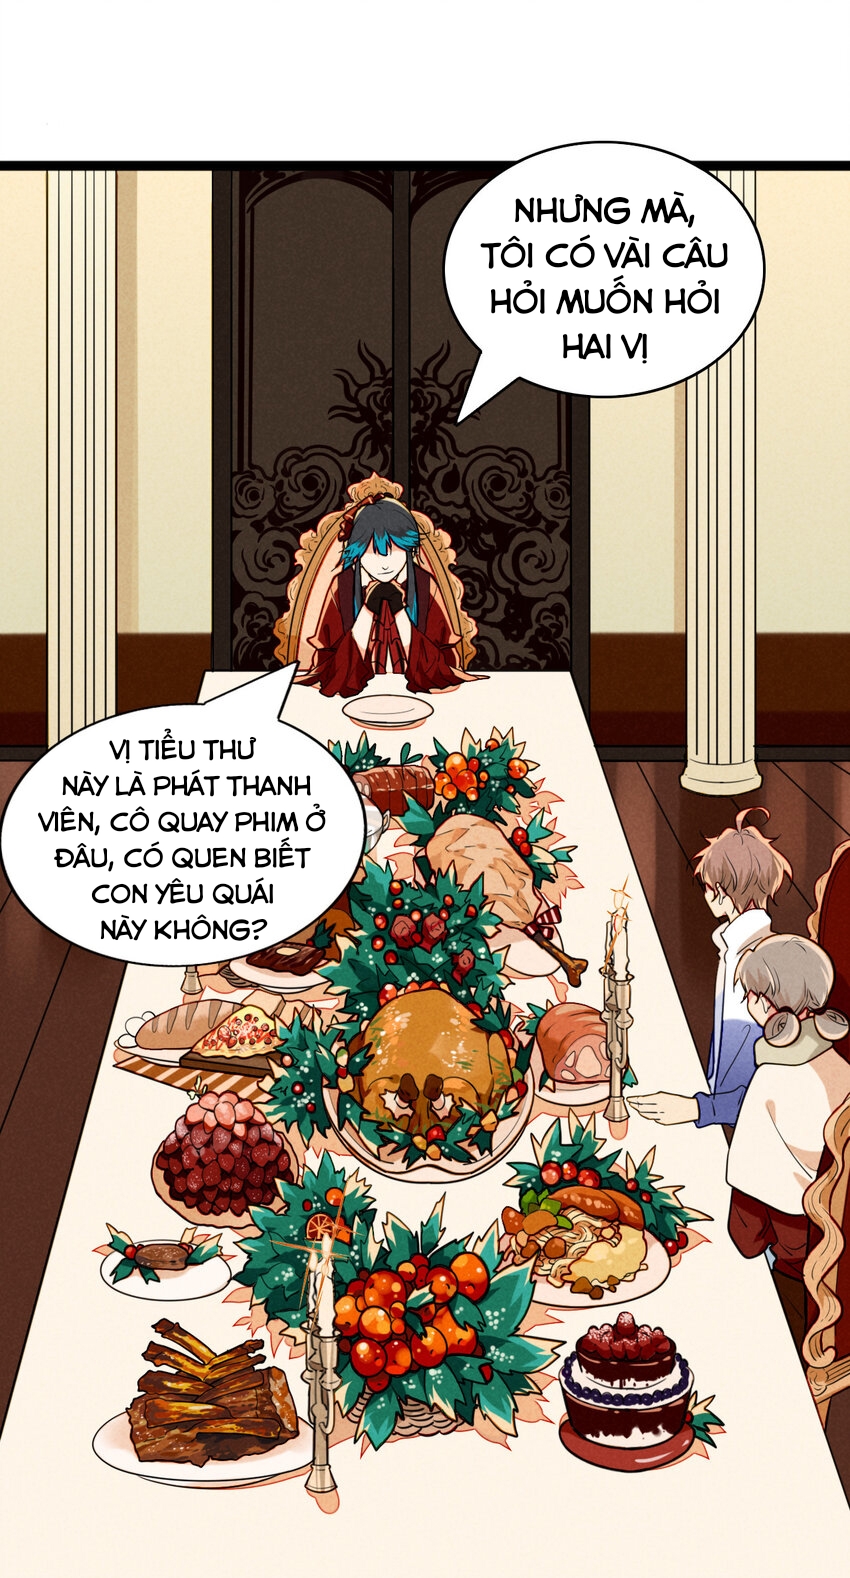 NHƯNG MÀ,
TÔI CÓ VÀI CÂU
HỎI MUỐN HỎI
HAI VỊ
VỊ TIỂU THƯ
NÀY LÀ PHÁT THANH
VIÊN, CÔ QUAY PHIM Ở
ĐÂU, CÓ QUEN BIẾT
CON YÊU QUÁI
NÀY KHÔNG?